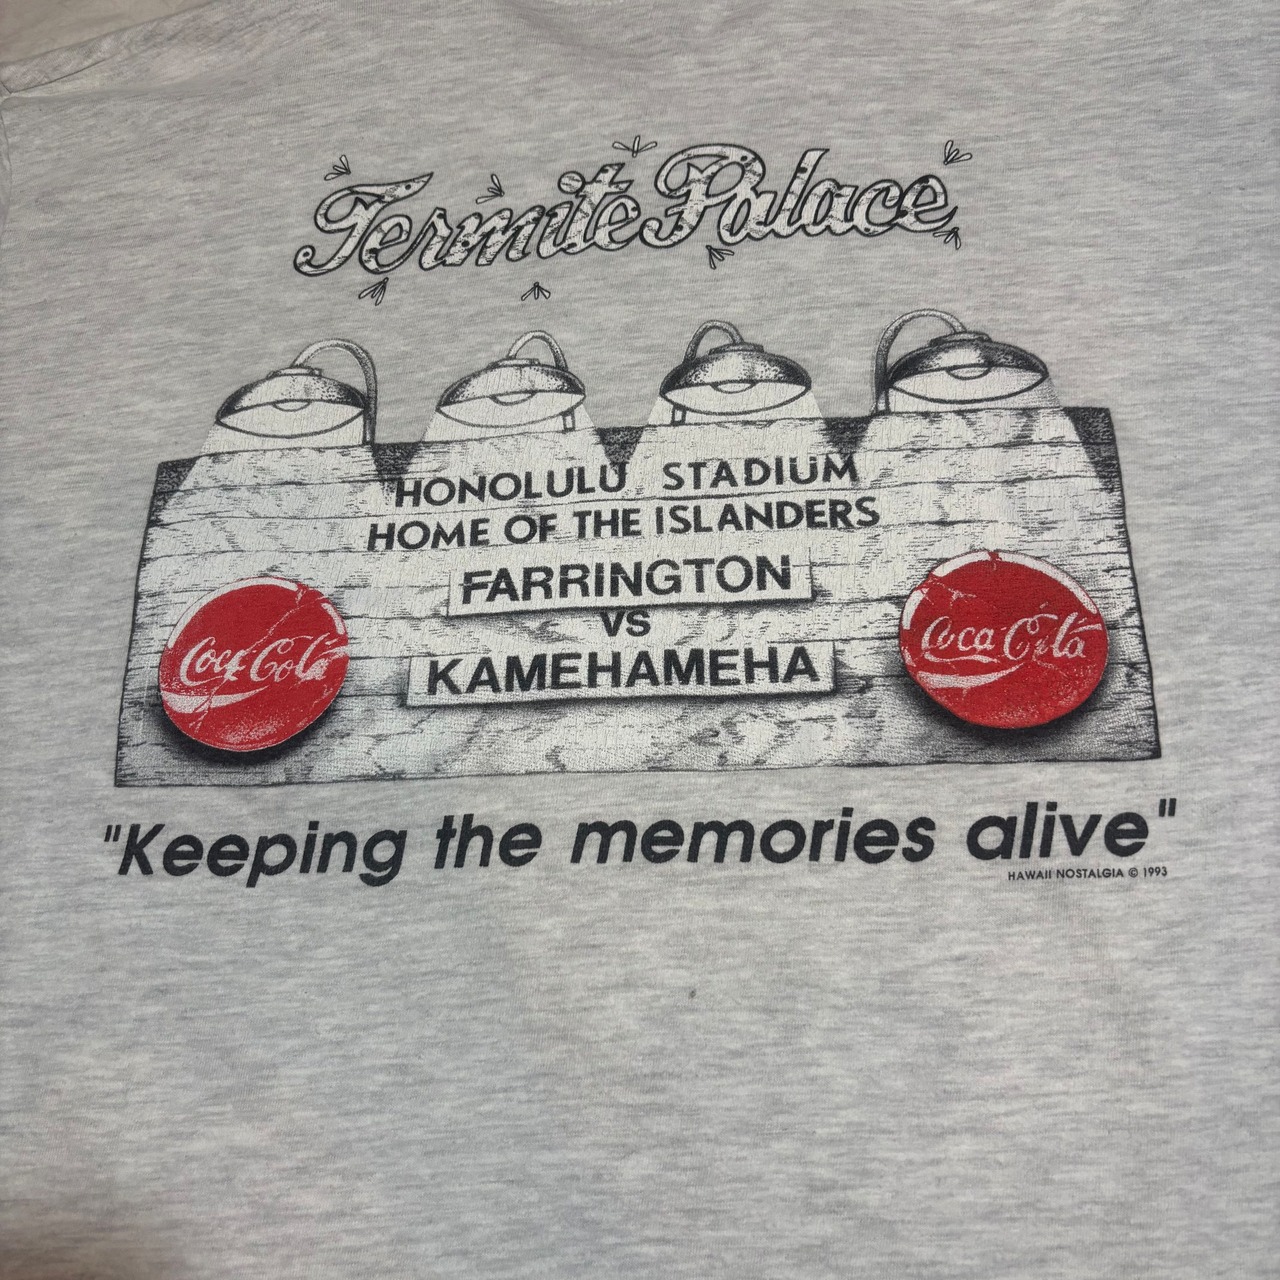 Termite Palace
HONOLULU STADIUM
HOME OF THE ISLANDERS
FARRINGTON
VS
KAMEHAMEHA
Coca-Cola
Coca-Cola
"Keeping the memories alive"
HAWAII NOSTALGIA © 1993